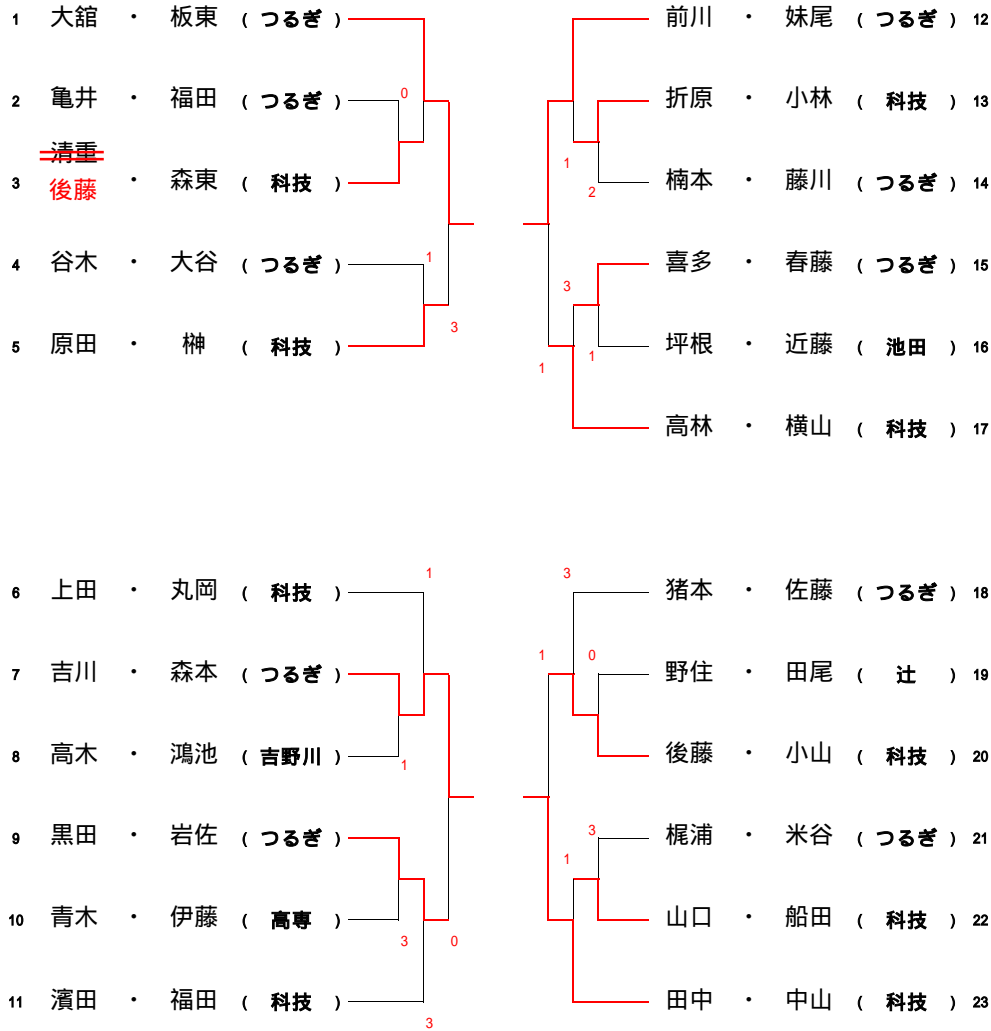 1 大舘 ・ 板東 ( つるぎ )
0
2 亀井 ・ 福田 ( つるぎ )
清重
3 後藤 ・ 森東 ( 科技 )
1
4 谷木 ・ 大谷 ( つるぎ )
3
5 原田 ・ 榊 ( 科技 )
前川 ・ 妹尾 ( つるぎ ) 12
折原 ・ 小林 ( 科技 ) 13
1
2
楠本 ・ 藤川 ( つるぎ ) 14
喜多 ・ 春藤 ( つるぎ ) 15
3
坪根 ・ 近藤 ( 池田 ) 16
1
1
高林 ・ 横山 ( 科技 ) 17
1
6 上田 ・ 丸岡 ( 科技 )
7 吉川 ・ 森本 ( つるぎ )
8 高木 ・ 鴻池 ( 吉野川 )
1
9 黒田 ・ 岩佐 ( つるぎ )
10 青木 ・ 伊藤 ( 高専 )
3 0
11 濱田 ・ 福田 ( 科技 )
3
3
猪本 ・ 佐藤 ( つるぎ ) 18
1 0
野住 ・ 田尾 ( 辻 ) 19
後藤 ・ 小山 ( 科技 ) 20
3
梶浦 ・ 米谷 ( つるぎ ) 21
1
山口 ・ 船田 ( 科技 ) 22
田中 ・ 中山 ( 科技 ) 23